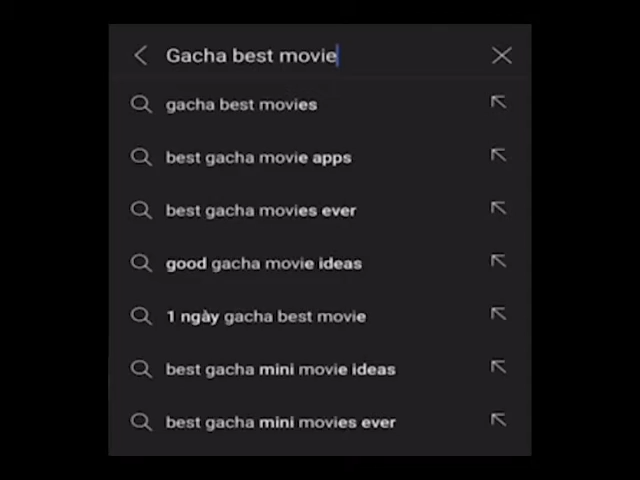 Gacha best movie
gacha best movies
best gacha movie apps
best gacha movies ever
good gacha movie ideas
1 ngày gacha best movie
best gacha mini movie ideas
best gacha mini movies ever